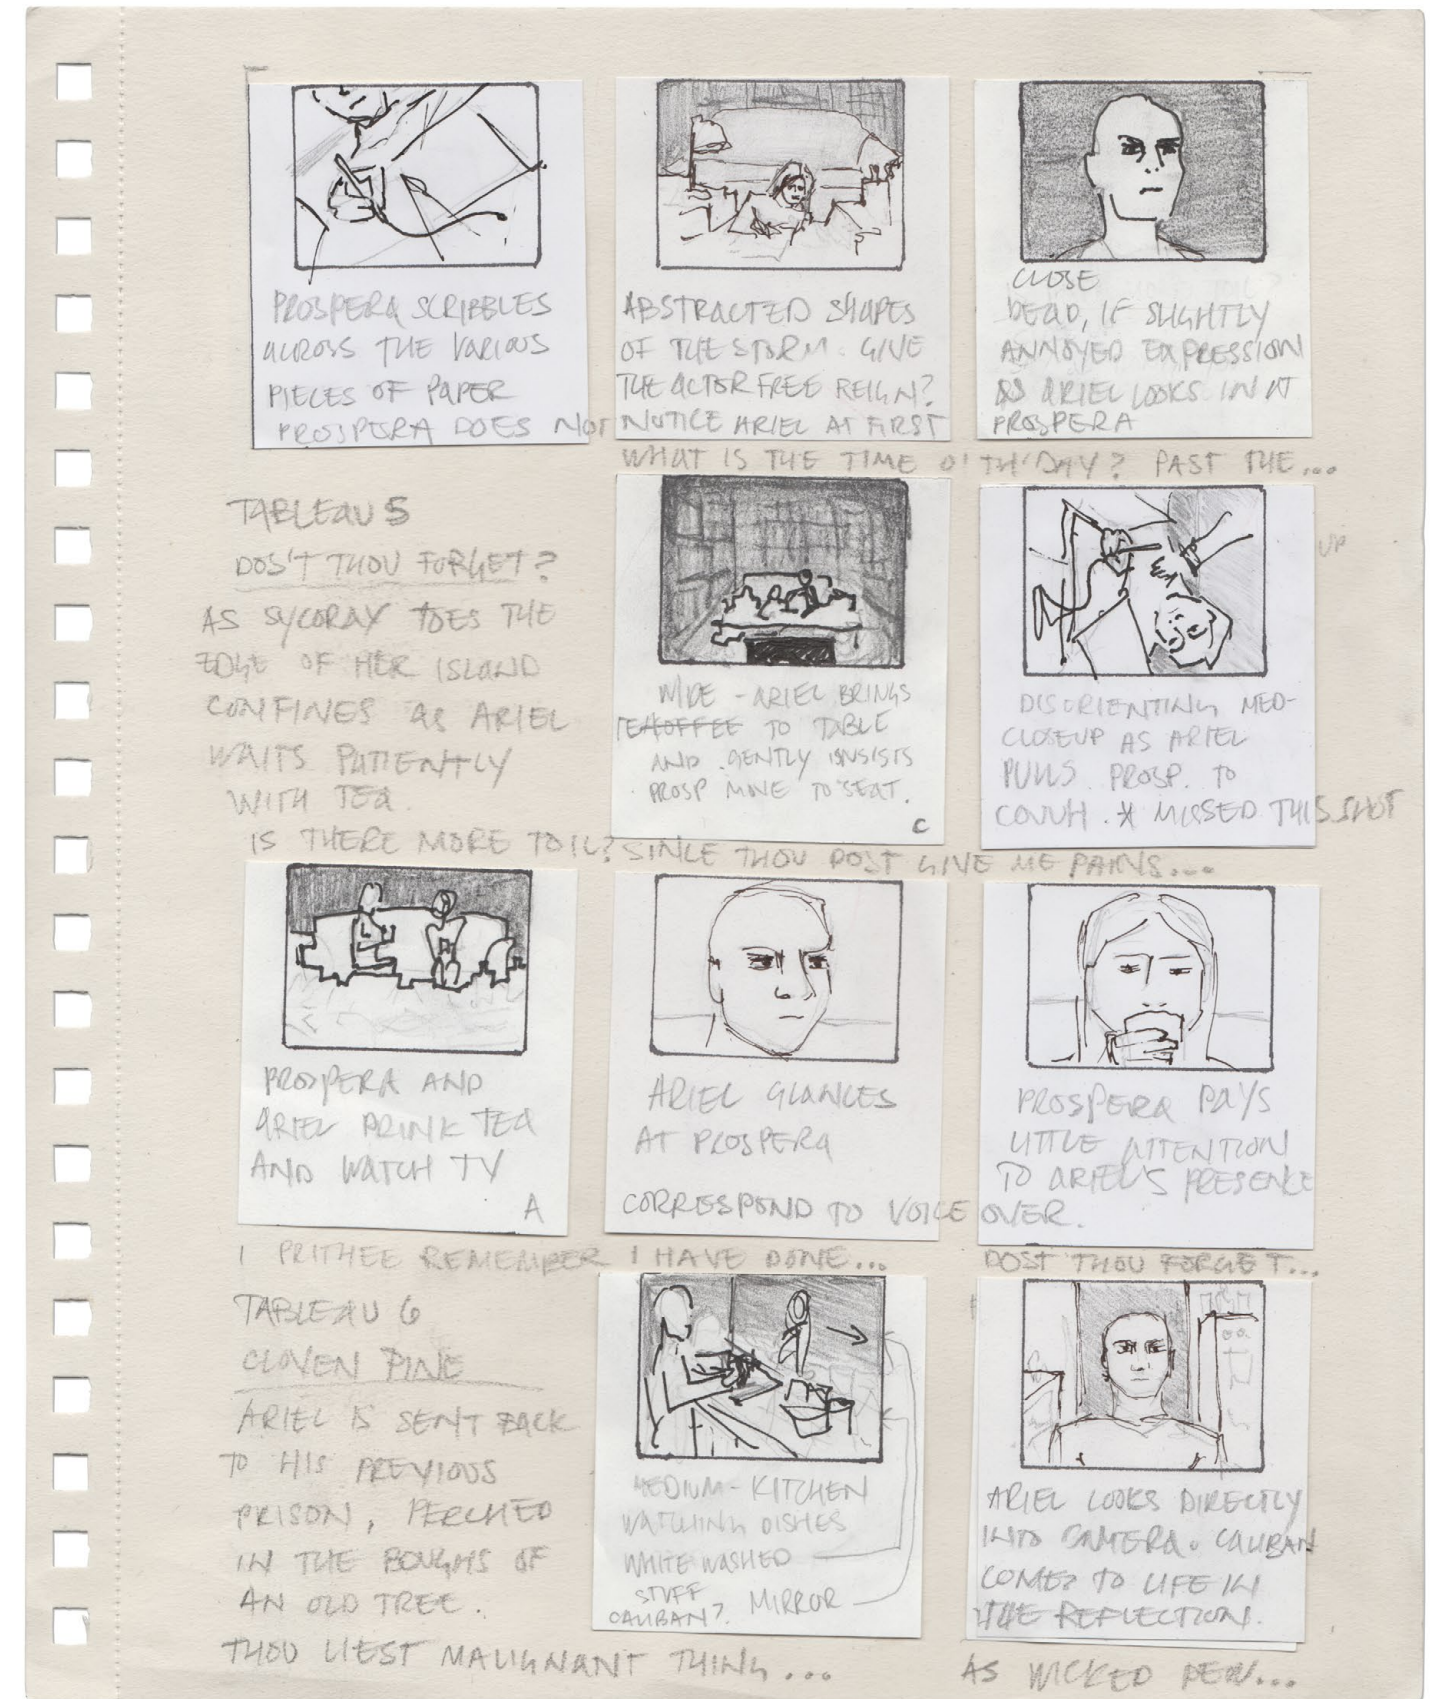 PROSPERA SCRIBBLES
ACROSS THE VARIOUS
PIECES OF PAPER
PROSPERA DOES NOT NOTICE ARIEL AT FIRST
ABSTRACTED SHAPES
OF THE STORM. GIVE
THE ACTOR FREE REIGN?
CLOSE
DEAD, IF SLIGHTLY
ANNOYED EXPRESSION
AS ARIEL LOOKS IN AT
PROSPERA
WHAT IS THE TIME O' TH' DAY? PAST THE...
TABLEAU 5
DOS'T THOU FORGET?
AS SYCORAX TOES THE
EDGE OF HER ISLAND
CONFINES AS ARIEL
WAITS PATIENTLY
WITH TEA.
WIDE - ARIEL BRINGS
TO TABLE
AND GENTLY INSISTS
PROSP MOVE TO SEAT.
C
UP
DISORIENTING MED-
CLOSEUP AS ARIEL
PULLS PROSP. TO
COUCH. * MISSED THIS SHOT
IS THERE MORE TOIL? SINCE THOU DOST GIVE ME PAINS...
PROSPERA AND
ARIEL DRINK TEA
AND WATCH TV
A
ARIEL GLANCES
AT PROSPERA
PROSPERA PAYS
LITTLE ATTENTION
TO ARIEL'S PRESENCE
CORRESPOND TO VOICE OVER.
I PRITHEE REMEMBER I HAVE DONE...
DOST THOU FORGET...
TABLEAU 6
CLOVEN PINE
ARIEL IS SENT BACK
TO HIS PREVIOUS
PRISON, PERCHED
IN THE BOUGHS OF
AN OLD TREE.
MEDIUM - KITCHEN
WATCHING DISHES
WHITE WASHED
STUFF
CALIBAN? MIRROR
ARIEL LOOKS DIRECTLY
INTO CAMERA. CALIBAN
COMES TO LIFE IN
THE REFLECTION.
THOU LIEST MALIGNANT THING...
AS WICKED DEW...